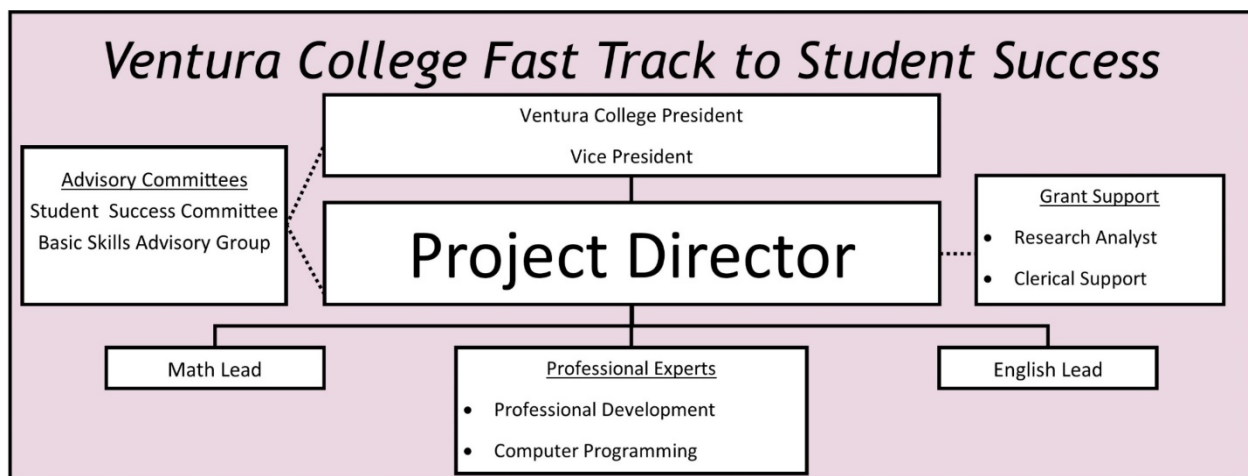 Ventura College Fast Track to Student Success
Ventura College President
Vice President
Advisory Committees
Student Success Committee
Basic Skills Advisory Group
Project Director
Grant Support
• Research Analyst
• Clerical Support
Math Lead
Professional Experts
• Professional Development
• Computer Programming
English Lead